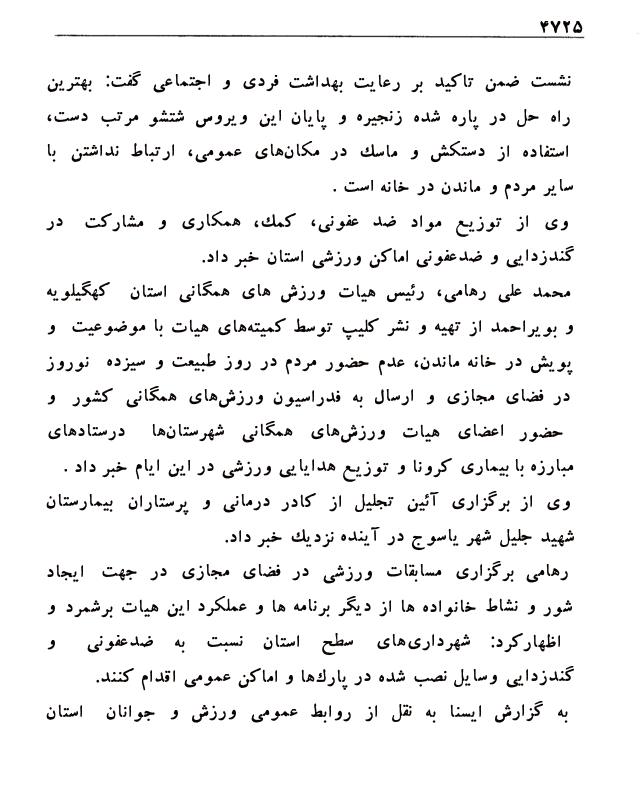 ۴۷۲۵
نشست ضمن تاکید بر رعایت بهداشت فردی و اجتماعی گفت: بهترین
راه حل در پاره شده زنجیره و پایان این ویروس شتشو مرتب دست،
استفاده از دستکش و ماسك در مکان‌های عمومی، ارتباط نداشتن با
سایر مردم و ماندن در خانه است .
وی از توزیع مواد ضد عفونی، کمك، همکاری و مشارکت در
گندزدایی و ضدعفونی اماکن ورزشی استان خبر داد.
محمد علی رهامی، رئیس هیات ورزش های همگانی استان کهگیلویه
و بویراحمد از تهیه و نشر کلیپ توسط کمیته‌های هیات با موضوعیت و
پویش در خانه ماندن، عدم حضور مردم در روز طبیعت و سیزده نوروز
در فضای مجازی و ارسال به فدراسیون ورزش‌های همگانی کشور و
حضور اعضای هیات ورزش‌های همگانی شهرستان‌ها درستادهای
مبارزه با بیماری کرونا و توزیع هدایایی ورزشی در این ایام خبر داد .
وی از برگزاری آئین تجلیل از کادر درمانی و پرستاران بیمارستان
شهید جلیل شهر یاسوج در آینده نزدیك خبر داد.
رهامی برگزاری مسابقات ورزشی در فضای مجازی در جهت ایجاد
شور و نشاط خانواده ها از دیگر برنامه ها و عملکرد این هیات برشمرد و
اظهارکرد: شهرداری‌های سطح استان نسبت به ضدعفونی و
گندزدایی وسایل نصب شده در پارك‌ها و اماکن عمومی اقدام کنند.
به گزارش ایسنا به نقل از روابط عمومی ورزش و جوانان استان